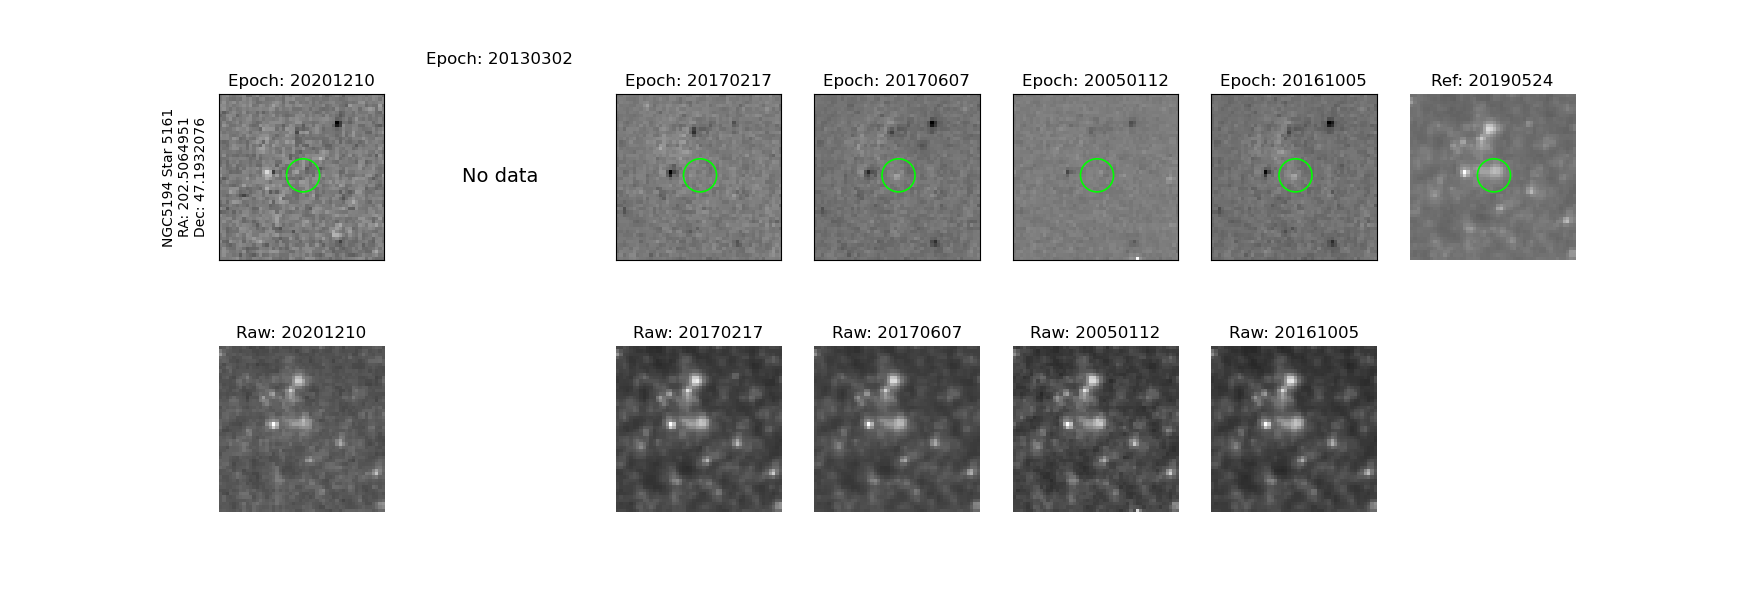 Epoch: 20130302
Epoch: 20201210
Epoch: 20170217
Epoch: 20170607
Epoch: 20050112
Epoch: 20161005
Ref: 20190524
NGC5194 Star 5161
RA: 202.5064951
Dec: 47.1932076
No data
Raw: 20201210
Raw: 20170217
Raw: 20170607
Raw: 20050112
Raw: 20161005